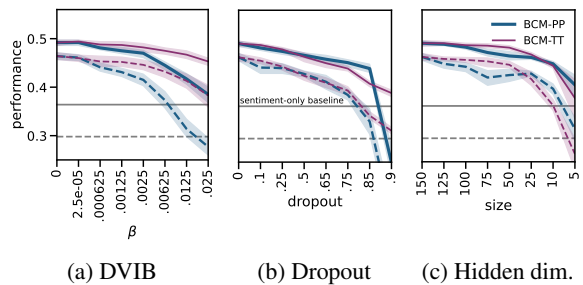 performance
0.5
0.4
0.3
0
2.5e-05
.000625
.00125
.0025
.00625
.0125
.025
β
(a) DVIB
sentiment-only baseline
0
.1
.25
.5
.65
.75
.85
.9
dropout
(b) Dropout
BCM-PP
BCM-TT
150
125
100
75
50
25
10
5
size
(c) Hidden dim.